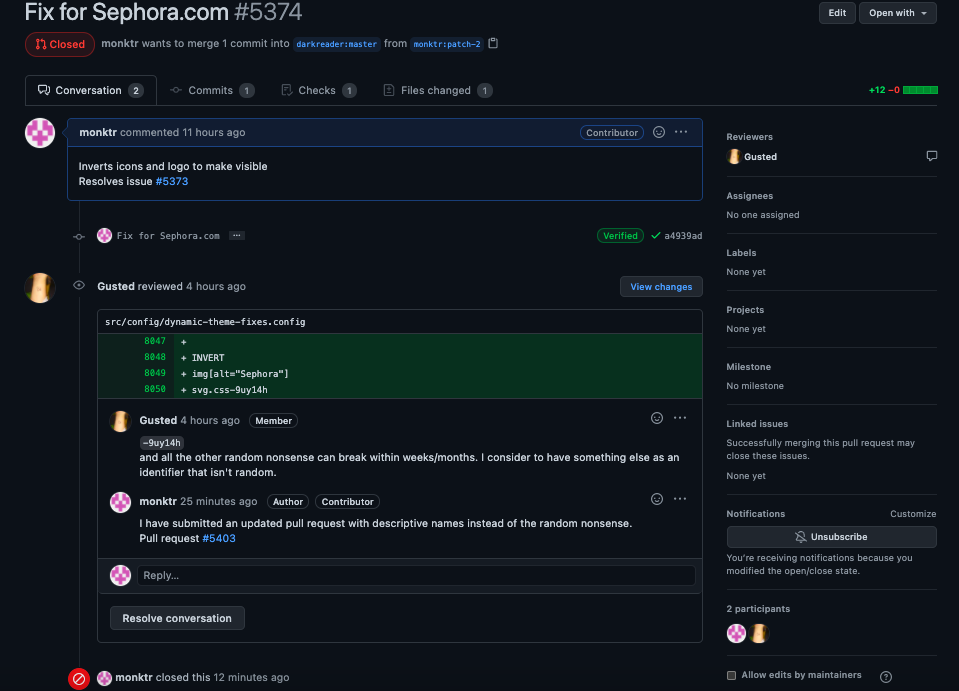 Fix for Sephora.com #5374
Edit
Open with
Closed
monktr wants to merge 1 commit into darkreader:master from monktr:patch-2
Conversation 2
Commits 1
Checks 1
Files changed 1
+12 −0
monktr commented 11 hours ago
Contributor
Inverts icons and logo to make visible
Resolves issue #5373
Fix for Sephora.com
Verified
a4939ad
Gusted reviewed 4 hours ago
View changes
src/config/dynamic-theme-fixes.config
8047 +
8048 + INVERT
8049 + img[alt="Sephora"]
8050 + svg.css-9uy14h
Gusted 4 hours ago Member
-9uy14h
and all the other random nonsense can break within weeks/months. I consider to have something else as an
identifier that isn't random.
monktr 25 minutes ago Author Contributor
I have submitted an updated pull request with descriptive names instead of the random nonsense.
Pull request #5403
Reply...
Resolve conversation
monktr closed this 12 minutes ago
Reviewers
Gusted
Assignees
No one assigned
Labels
None yet
Projects
None yet
Milestone
No milestone
Linked issues
Successfully merging this pull request may
close these issues.
None yet
Notifications
Customize
Unsubscribe
You're receiving notifications because you
modified the open/close state.
2 participants
Allow edits by maintainers ?